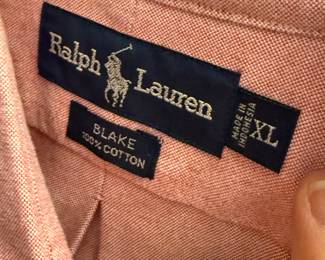 Ralph Lauren
MADE IN
INDONESIA
XL
BLAKE
100% COTTON